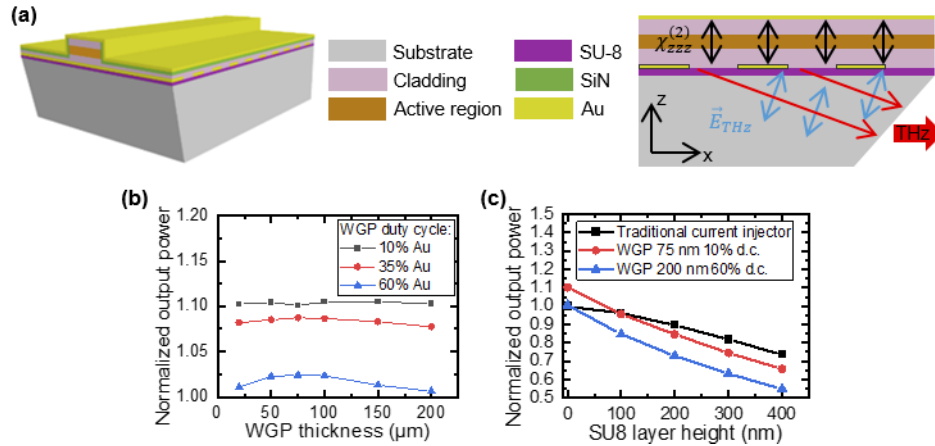 (a)
Substrate
Cladding
Active region
SU-8
SiN
Au
χ(2)zzz
z
x
E⃗THz
THz
(b)
Normalized output power
1.20
1.15
1.10
1.05
1.00
WGP duty cycle:
10% Au
35% Au
60% Au
0 50 100 150 200
WGP thickness (µm)
(c)
Normalized output power
1.5
1.4
1.3
1.2
1.1
1.0
0.9
0.8
0.7
0.6
0.5
Traditional current injector
WGP 75 nm 10% d.c.
WGP 200 nm 60% d.c.
0 100 200 300 400
SU8 layer height (nm)